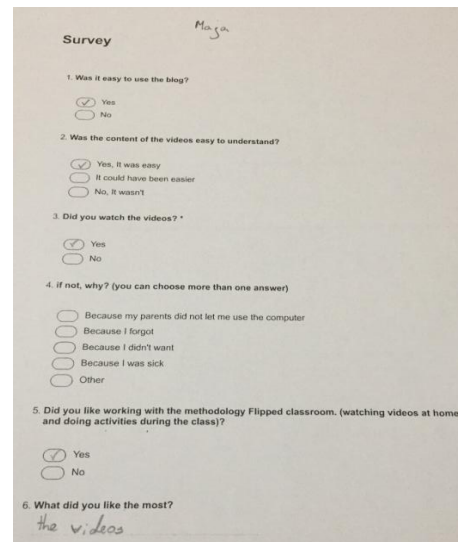 Maga
Survey
1. Was it easy to use the blog?
Yes
No
2. Was the content of the videos easy to understand?
Yes, It was easy
It could have been easier
No, It wasn't
3. Did you watch the videos? *
Yes
No
4. if not, why? (you can choose more than one answer)
Because my parents did not let me use the computer
Because I forgot
Because I didn't want
Because I was sick
Other
5. Did you like working with the methodology Flipped classroom. (watching videos at home
and doing activities during the class)?
Yes
No
6. What did you like the most?
the videos